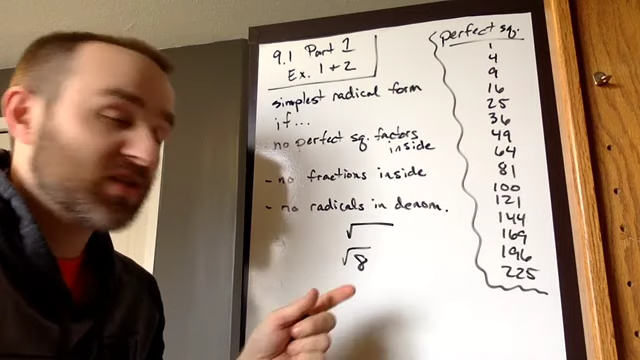 9.1 Part 1
Ex. 1 + 2
simplest radical form
if...
no perfect sq. factors
inside
- no fractions inside
- no radicals in denom.
√
√8
perfect sq.
1
4
9
16
25
36
49
64
81
100
121
144
169
196
225